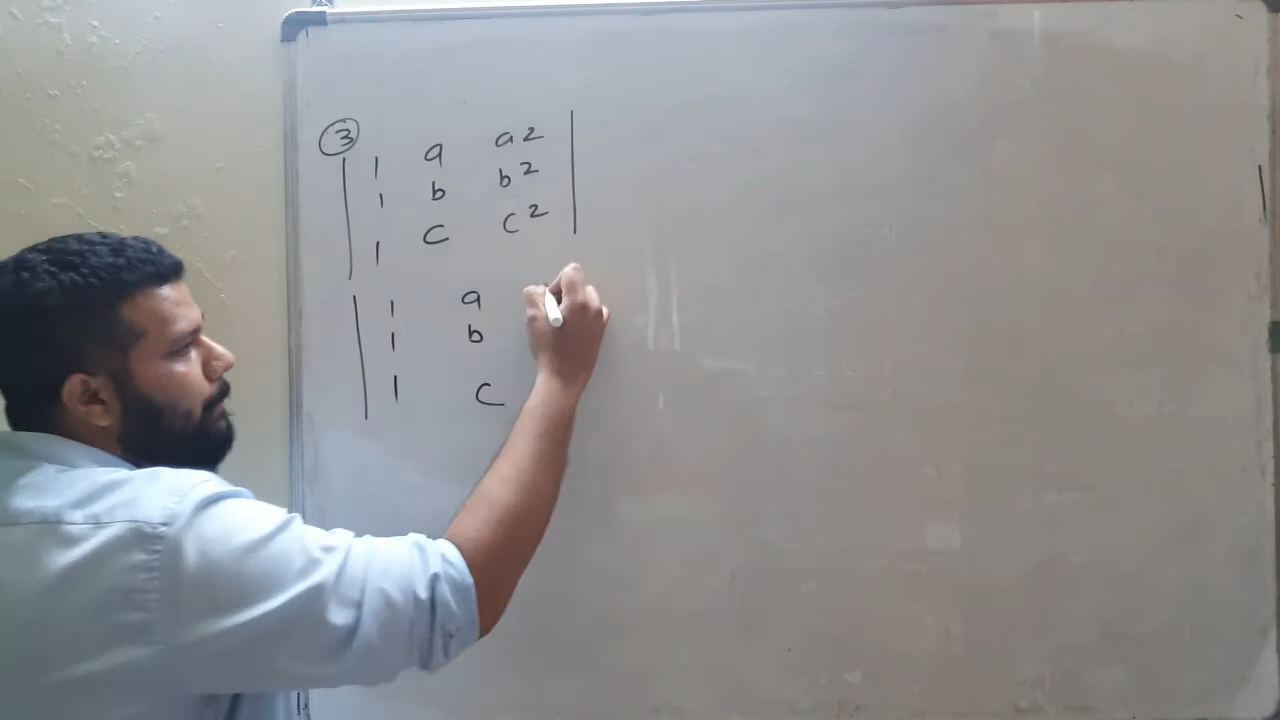 ③
| 1 a a2 |
| 1 b b² |
| 1 c c² |
| 1 a
| 1 b
| 1 c